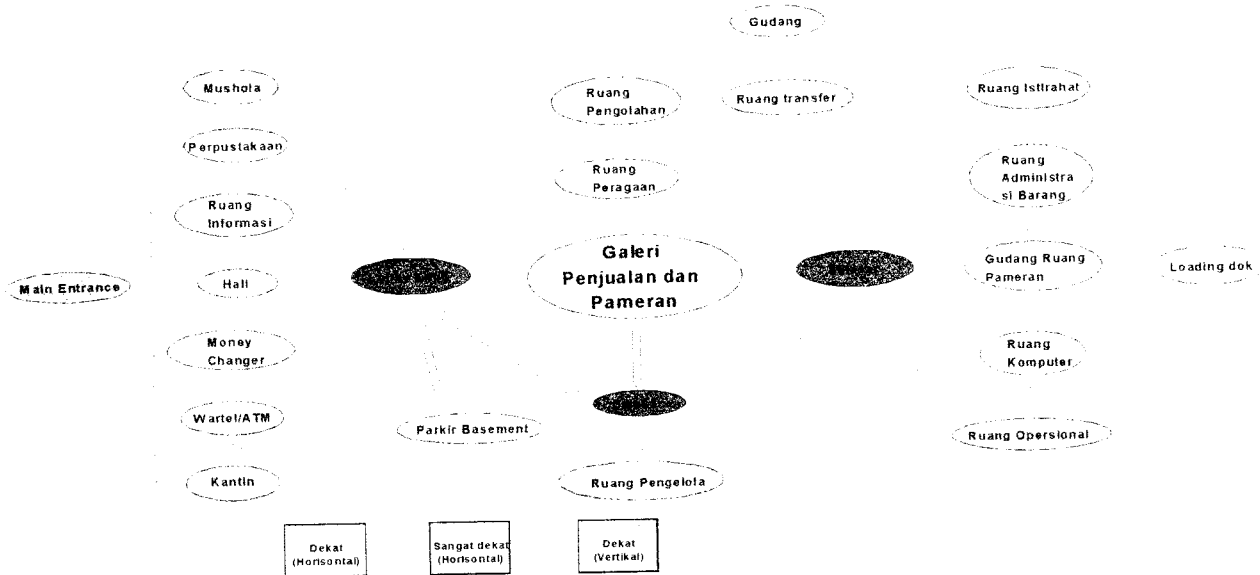 Gudang
Mushola
Ruang
Pengolahan
Ruang transfer
Ruang Istirahat
Perpustakaan
Ruang
Peragaan
Ruang
Administra
si Barang
Ruang
Informasi
Galeri
Penjualan dan
Pameran
Gudang Ruang
Pameran
Loading dok
Main Entrance
Hall
Money
Changer
Ruang
Komputer
Wartel/ATM
Parkir Basement
Ruang Opersional
Kantin
Ruang Pengelola
Dekat
(Horisontal)
Sangat dekat
(Horisontal)
Dekat
(Vertikal)